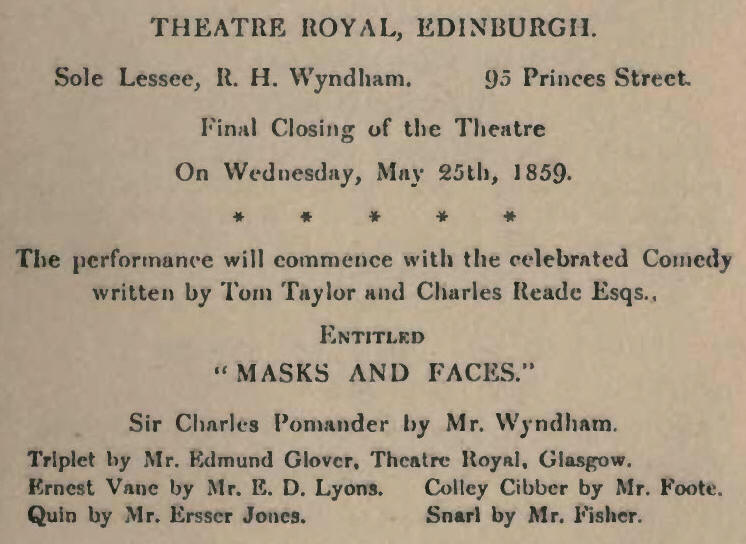 THEATRE ROYAL, EDINBURGH.
Sole Lessee, R. H. Wyndham. 95 Princes Street.
Final Closing of the Theatre
On Wednesday, May 25th, 1859.
* * * * *
The performance will commence with the celebrated Comedy
written by Tom Taylor and Charles Reade Esqs.,
ENTITLED
“MASKS AND FACES.”
Sir Charles Pomander by Mr. Wyndham.
Triplet by Mr. Edmund Glover, Theatre Royal, Glasgow.
Ernest Vane by Mr. E. D. Lyons. Colley Cibber by Mr. Foote.
Quin by Mr. Ersser Jones. Snarl by Mr. Fisher.